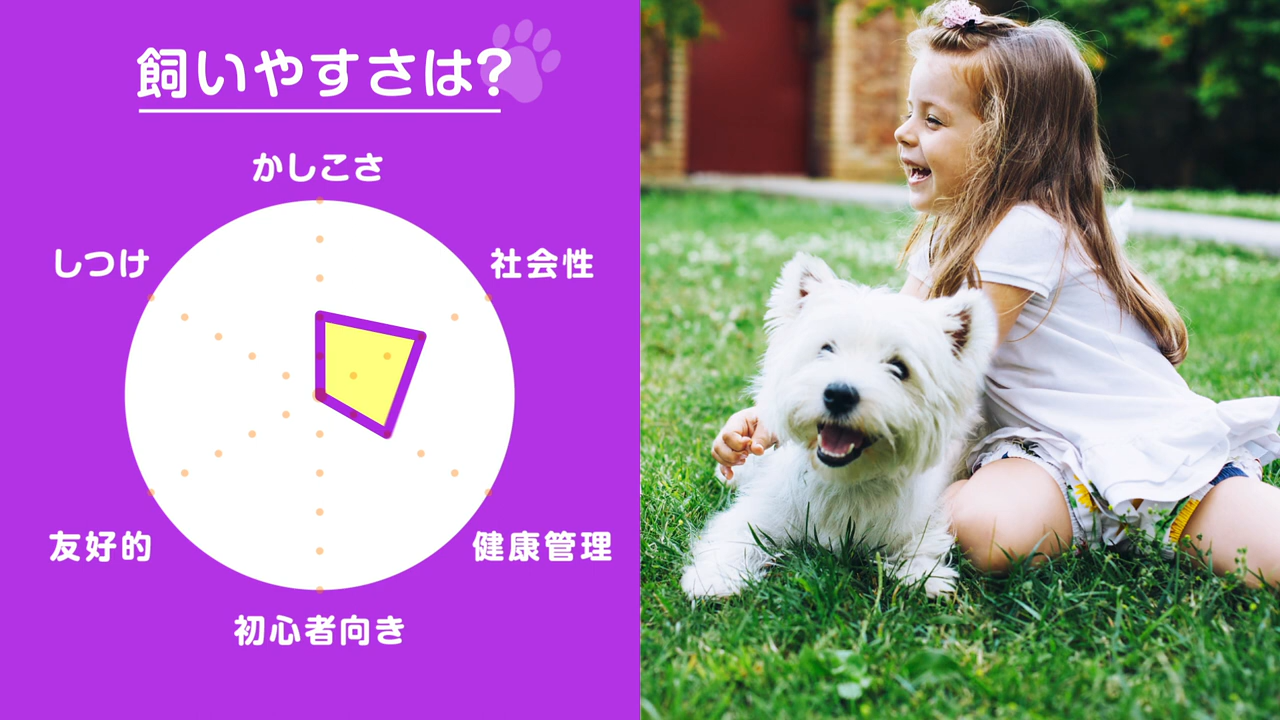 飼いやすさは?
かしこさ
しつけ
社会性
友好的
健康管理
初心者向き